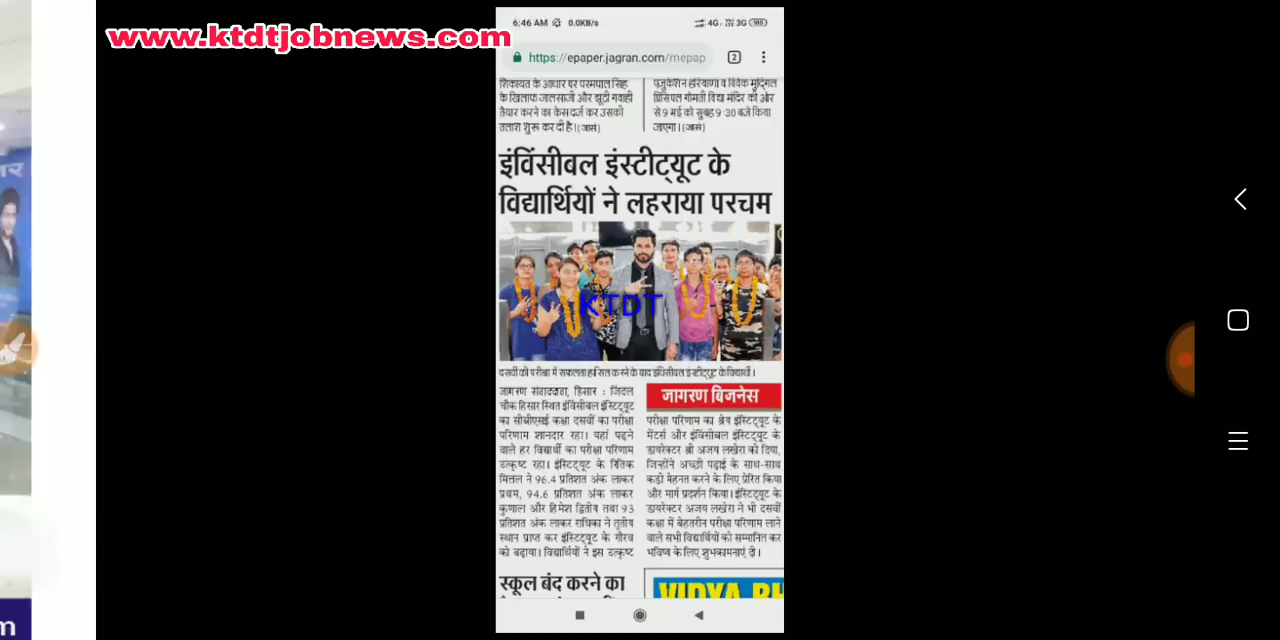 www.ktdtjobnews.com
6:46 AM 0.0KB/s 4G 3G 100
https://epaper.jagran.com/mepap 2
शिकायत के आधार पर परमपाल सिंह
के खिलाफ जालसाजी और झूठी गवाही
तैयार करने का केस दर्ज कर उसकी
तलाश शुरू कर दी है। (जासं)
एजुकेशन हरियाणा व विवेक मुद्गिल
प्रिंसिपल गोमती विद्या मंदिर की ओर
से 9 मई को सुबह 9:30 बजे किया
जाएगा। (जासं)
इंविंसीबल इंस्टीट्यूट के
विद्यार्थियों ने लहराया परचम
KTDT
दसवीं की परीक्षा में सफलता हासिल करने के बाद इंविंसीबल इंस्टीट्यूट के विद्यार्थी।
जागरण संवाददाता, हिसार : जिंदल
चौक हिसार स्थित इंविंसीबल इंस्टिट्यूट
का सीबीएसई कक्षा दसवीं का परीक्षा
परिणाम शानदार रहा। यहां पढ़ने
वाले हर विद्यार्थी का परीक्षा परिणाम
उत्कृष्ट रहा। इंस्टिट्यूट के रितिक
मित्तल ने 96.4 प्रतिशत अंक लाकर
प्रथम, 94.6 प्रतिशत अंक लाकर
कुणाल और हिमेश द्वितीय तथा 93
प्रतिशत अंक लाकर राधिका ने तृतीय
स्थान प्राप्त कर इंस्टिट्यूट के गौरव
को बढ़ाया। विद्यार्थियों ने इस उत्कृष्ट
जागरण बिजनेस
परीक्षा परिणाम का श्रेय इंस्टिट्यूट के
मेंटर्स और इंविंसीबल इंस्टिट्यूट के
डायरेक्टर श्री अजय लखेरा को दिया,
जिन्होंने अच्छी पढ़ाई के साथ-साथ
कड़ी मेहनत करने के लिए प्रेरित किया
और मार्ग प्रदर्शन किया। इंस्टिट्यूट के
डायरेक्टर अजय लखेरा ने भी दसवीं
कक्षा में बेहतरीन परीक्षा परिणाम लाने
वाले सभी विद्यार्थियों को सम्मानित कर
भविष्य के लिए शुभकामनाएं दी।
स्कूल बंद करने का
VIDYA BH